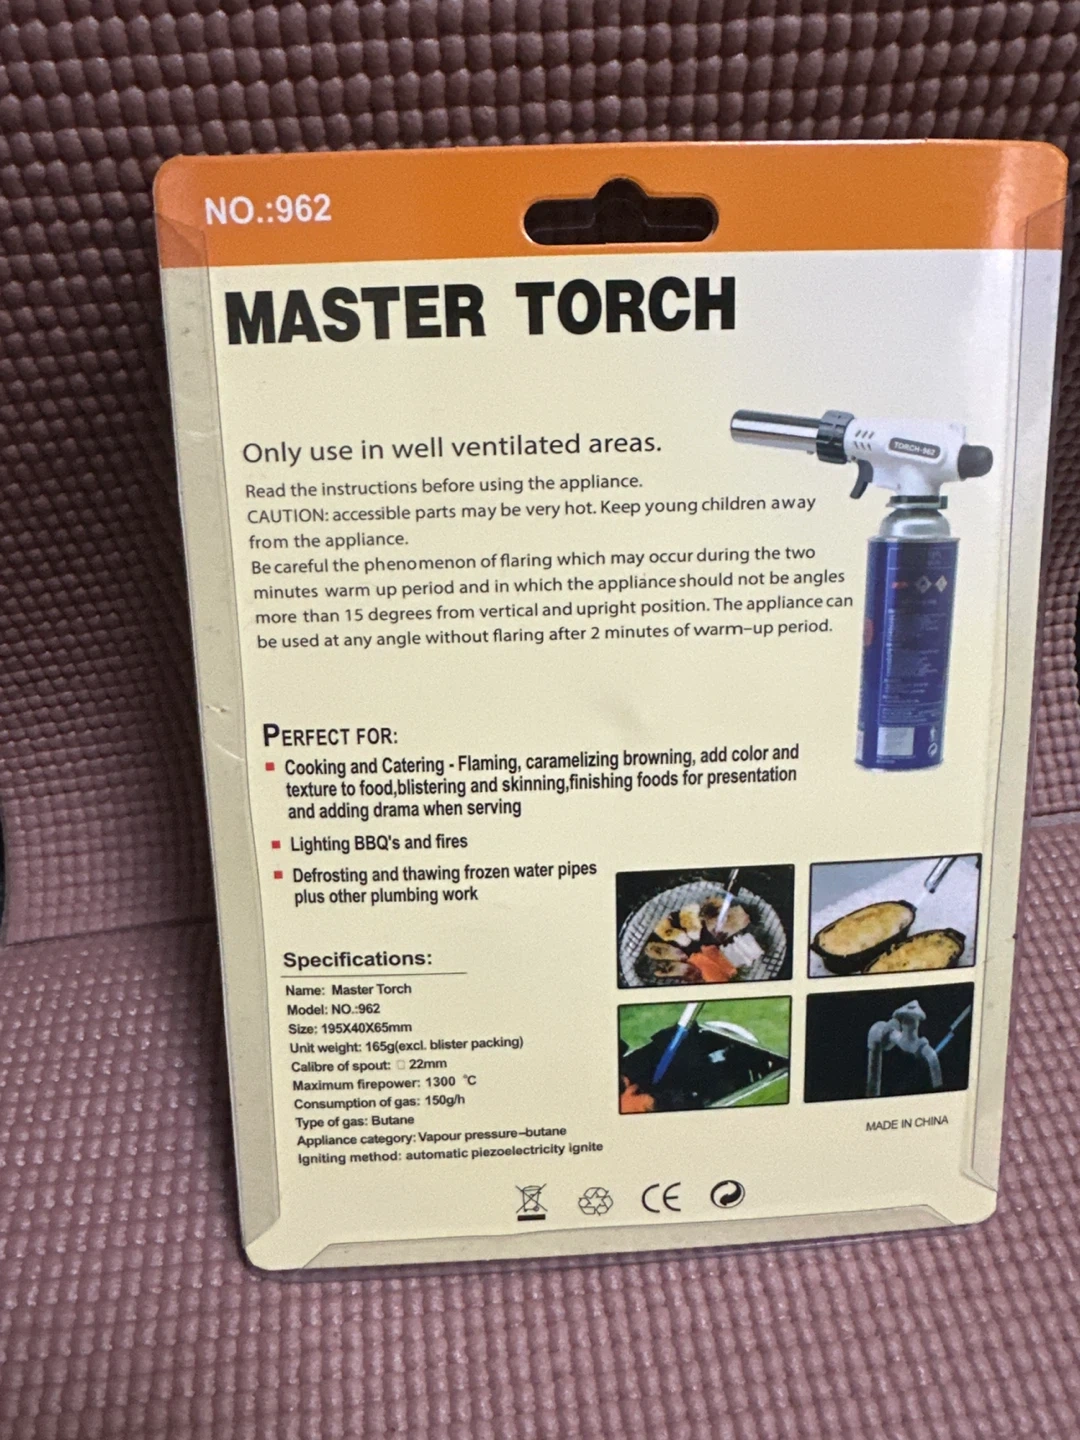 NO.:962
MASTER TORCH
Only use in well ventilated areas.
Read the instructions before using the appliance.
CAUTION: accessible parts may be very hot. Keep young children away
from the appliance.
Be careful the phenomenon of flaring which may occur during the two
minutes warm up period and in which the appliance should not be angles
more than 15 degrees from vertical and upright position. The appliance can
be used at any angle without flaring after 2 minutes of warm-up period.
TORCH-962
PERFECT FOR:
Cooking and Catering - Flaming, caramelizing browning, add color and
texture to food,blistering and skinning,finishing foods for presentation
and adding drama when serving
Lighting BBQ's and fires
Defrosting and thawing frozen water pipes
plus other plumbing work
Specifications:
Name: Master Torch
Model: NO.:962
Size: 195X40X65mm
Unit weight: 165g(excl. blister packing)
Calibre of spout: □ 22mm
Maximum firepower: 1300 °C
Consumption of gas: 150g/h
Type of gas: Butane
Appliance category: Vapour pressure-butane
Igniting method: automatic piezoelectricity ignite
MADE IN CHINA
CE